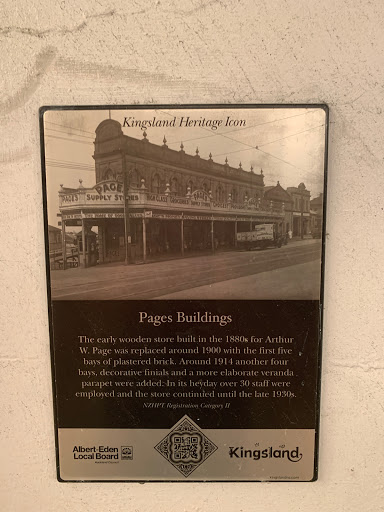 Kingsland Heritage Icon
PAGES
SUPPLY STORES
Pages Buildings
The early wooden store built in the 1880s for Arthur
W. Page was replaced around 1900 with the first five
bays of plastered brick. Around 1914 another four
bays, decorative finials and a more elaborate veranda
parapet were added. In its heyday over 30 staff were
employed and the store continued until the late 1930s.
NZHPT Registration Category II
Albert-Eden
Local Board
Kingsland